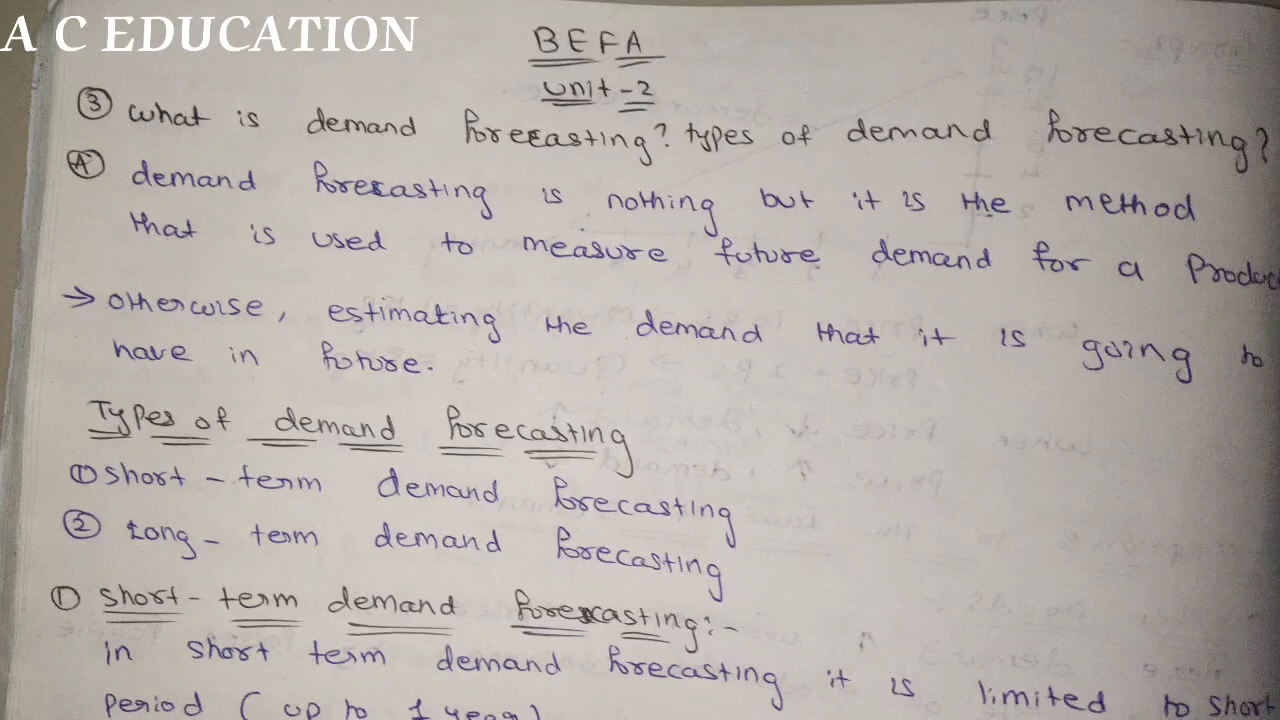 A C EDUCATION
BEFA
Unit-2
③ What is demand forecasting? types of demand forecasting?
Ⓐ demand forecasting is nothing but it is the method
that is used to measure future demand for a Produc
→ otherwise, estimating the demand that it is going to
have in future.
Types of demand forecasting
① short-term demand forecasting
② Long-term demand forecasting
① short-term demand forecasting:-
in short term demand forecasting it is limited to short
period (up to 1 year)